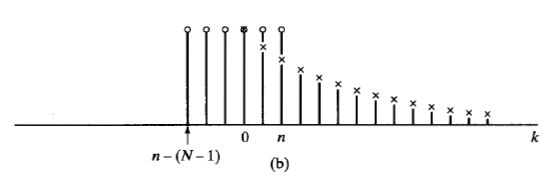 0 n k
n – (N – 1)
(b)